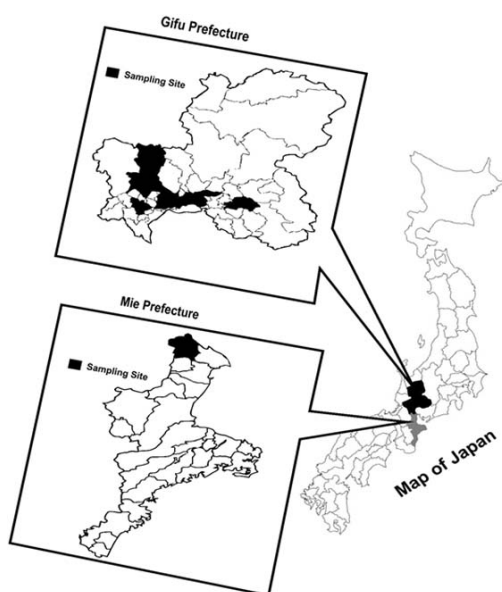 Gifu Prefecture
Sampling Site
Mie Prefecture
Sampling Site
Map of Japan